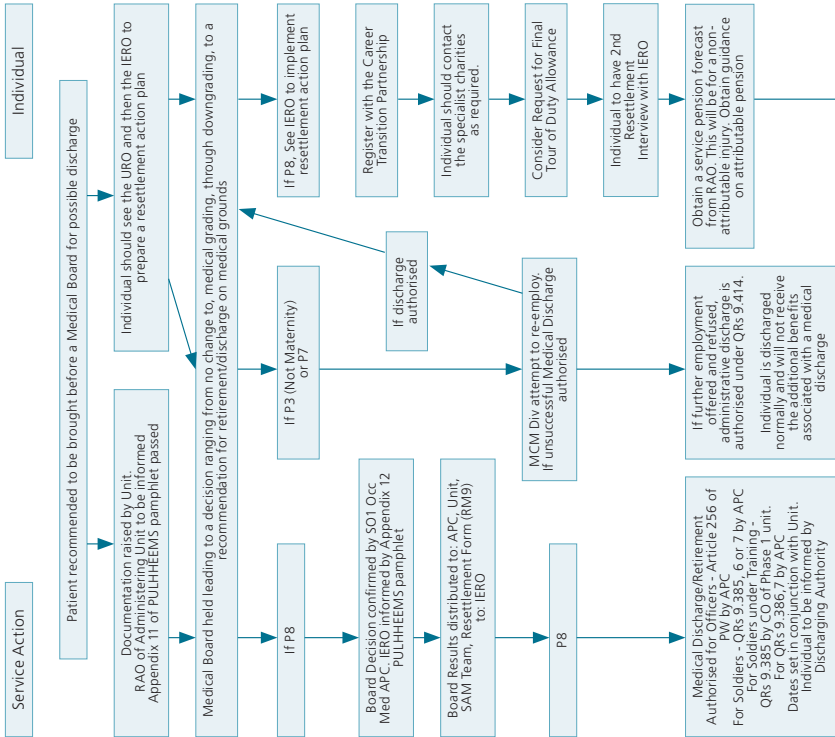 Service Action
Individual
Patient recommended to be brought before a Medical Board for possible discharge
Documentation raised by Unit.
RAO of Administering Unit to be informed
Appendix 11 of PULHHEEMS pamphlet passed
Individual should see the URO and then the IERO to
prepare a resettlement action plan
Medical Board held leading to a decision ranging from no change to, medical grading, through downgrading, to a
recommendation for retirement/discharge on medical grounds
If P8
If P3 (Not Maternity)
or P7
If P8, See IERO to implement
resettlement action plan
Board Decision confirmed by SO1 Occ
Med APC. IERO informed by Appendix 12
PULHHEEMS pamphlet
If discharge
authorised
Register with the Career
Transition Partnership
Board Results distributed to: APC, Unit,
SAM Team, Resettlement Form (RM9)
to: IERO
Individual should contact
the specialist charities
as required.
Consider Request for Final
Tour of Duty Allowance
P8
MCM Div attempt to re-employ.
If unsuccessful Medical Discharge
authorised
Individual to have 2nd
Resettlement
Interview with IERO
Medical Discharge/Retirement
Authorised for Officers - Article 256 of
PW by APC
For Soldiers - QRs 9.385, 6 or 7 by APC
For Soldiers under Training -
QRs 9.385 by CO of Phase 1 unit.
For QRs 9.386,7 by APC
Dates set in conjunction with Unit.
Individual to be informed by
Discharging Authority
If further employment
offered and refused,
administrative discharge is
authorised under QRs 9.414.
Individual is discharged
normally and will not receive
the additional benefits
associated with a medical
discharge
Obtain a service pension forecast
from RAO. This will be for a non-
attributable injury. Obtain guidance
on attributable pension